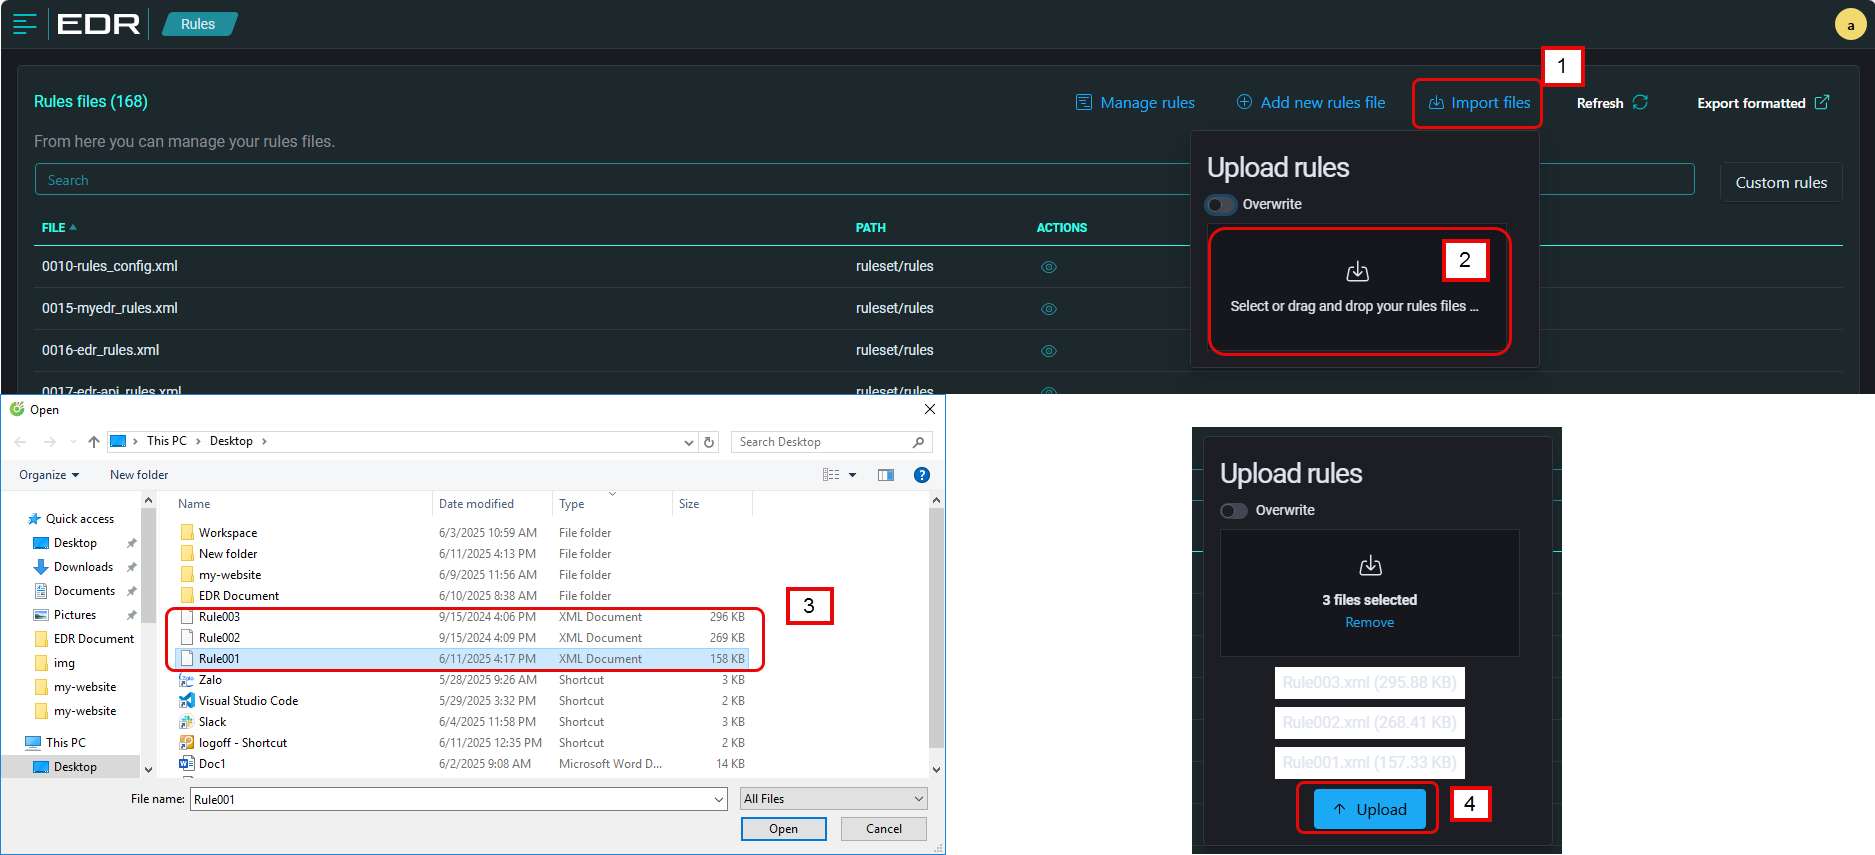 EDR
Rules
a
1
Rules files (168)
Manage rules
Add new rules file
Import files
Refresh
Export formatted
From here you can manage your rules files.
Search
Custom rules
Upload rules
Overwrite
2
Select or drag and drop your rules files ...
FILE PATH ACTIONS
0010-rules_config.xml ruleset/rules
0015-myedr_rules.xml ruleset/rules
0016-edr_rules.xml ruleset/rules
0017-edr-api_rules.xml ruleset/rules
Open
This PC > Desktop >
Search Desktop
Organize
New folder
Quick access
Desktop
Downloads
Documents
Pictures
EDR Document
img
my-website
my-website
This PC
Desktop
Name Date modified Type Size
Workspace 6/3/2025 10:59 AM File folder
New folder 6/11/2025 4:13 PM File folder
my-website 6/9/2025 11:56 AM File folder
EDR Document 6/10/2025 8:38 AM File folder
Rule003 9/15/2024 4:06 PM XML Document 296 KB
Rule002 9/15/2024 4:09 PM XML Document 269 KB
Rule001 6/11/2025 4:17 PM XML Document 158 KB
Zalo 5/28/2025 9:26 AM Shortcut 3 KB
Visual Studio Code 5/29/2025 3:32 PM Shortcut 2 KB
Slack 6/4/2025 11:58 PM Shortcut 3 KB
logoff - Shortcut 6/11/2025 12:35 PM Shortcut 2 KB
Doc1 6/2/2025 9:08 AM Microsoft Word D... 14 KB
3
File name: Rule001
All Files
Open
Cancel
Upload rules
Overwrite
3 files selected
Remove
Rule003.xml (295.88 KB)
Rule002.xml (268.41 KB)
Rule001.xml (157.33 KB)
Upload
4